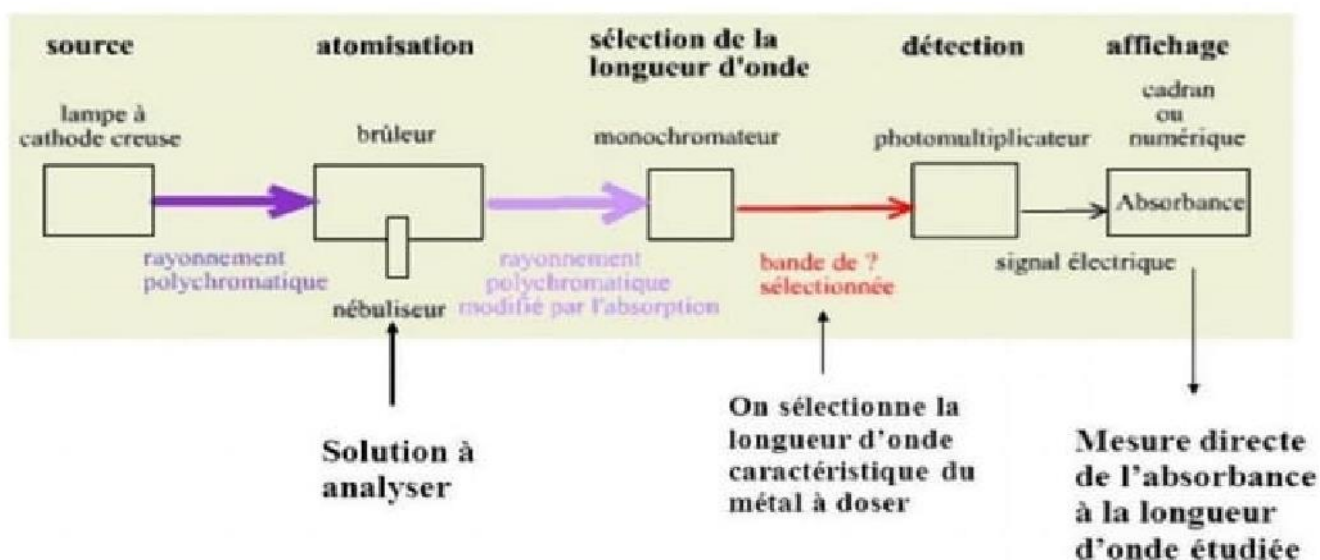 source
atomisation
sélection de la
longueur d'onde
détection
affichage
lampe à
cathode creuse
brûleur
monochromateur
photomultiplicateur
cadran
ou
numérique
Absorbance
rayonnement
polychromatique
nébuliseur
rayonnement
polychromatique
modifié par l'absorption
bande de ?
sélectionnée
signal électrique
Solution à
analyser
On sélectionne la
longueur d'onde
caractéristique du
métal à doser
Mesure directe
de l'absorbance
à la longueur
d'onde étudiée